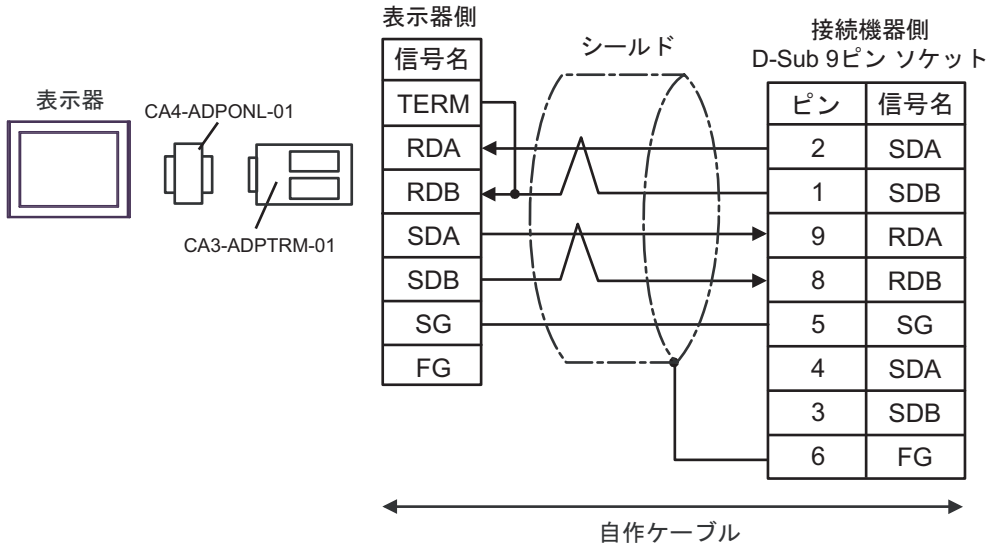 表示器
CA4-ADPONL-01
CA3-ADPTRM-01
表示器側
信号名
TERM
RDA
RDB
SDA
SDB
SG
FG
シールド
接続機器側
D-Sub 9ピン ソケット
ピン 信号名
2 SDA
1 SDB
9 RDA
8 RDB
5 SG
4 SDA
3 SDB
6 FG
自作ケーブル